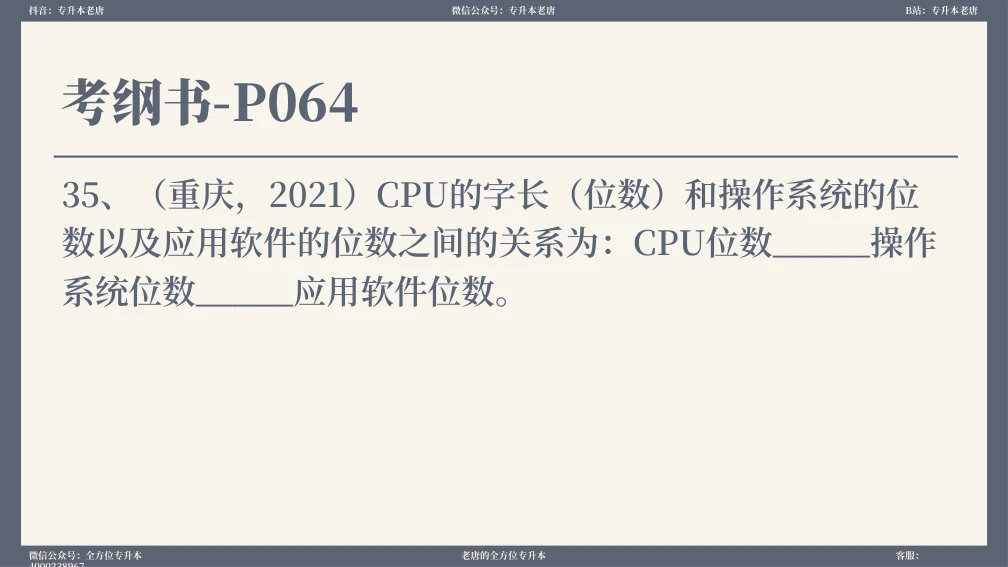 抖音：专升本老唐
微信公众号：专升本老唐
B站：专升本老唐
考纲书-P064
35、（重庆，2021）CPU的字长（位数）和操作系统的位
数以及应用软件的位数之间的关系为：CPU位数______操作
系统位数______应用软件位数。
微信公众号：全方位专升本
老唐的全方位专升本
客服：
4000238967